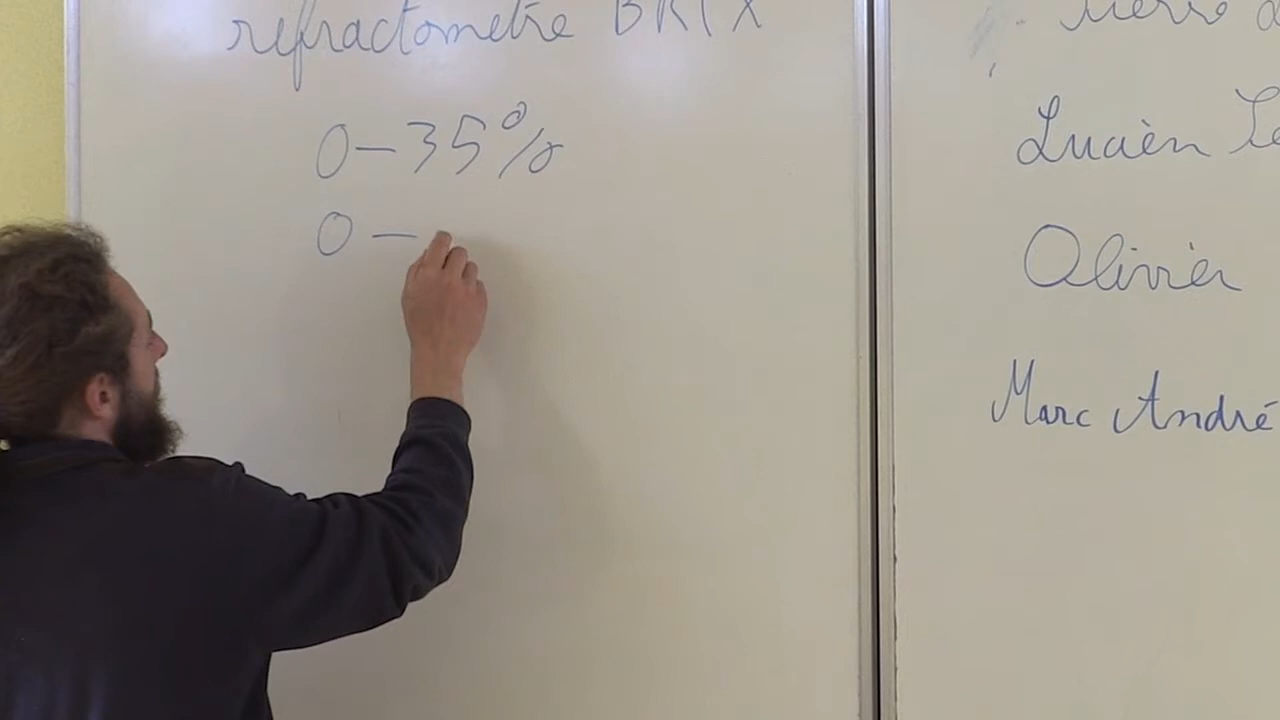 refractometre BRIX
0-35%
0-
Lucien
Olivier
Marc André